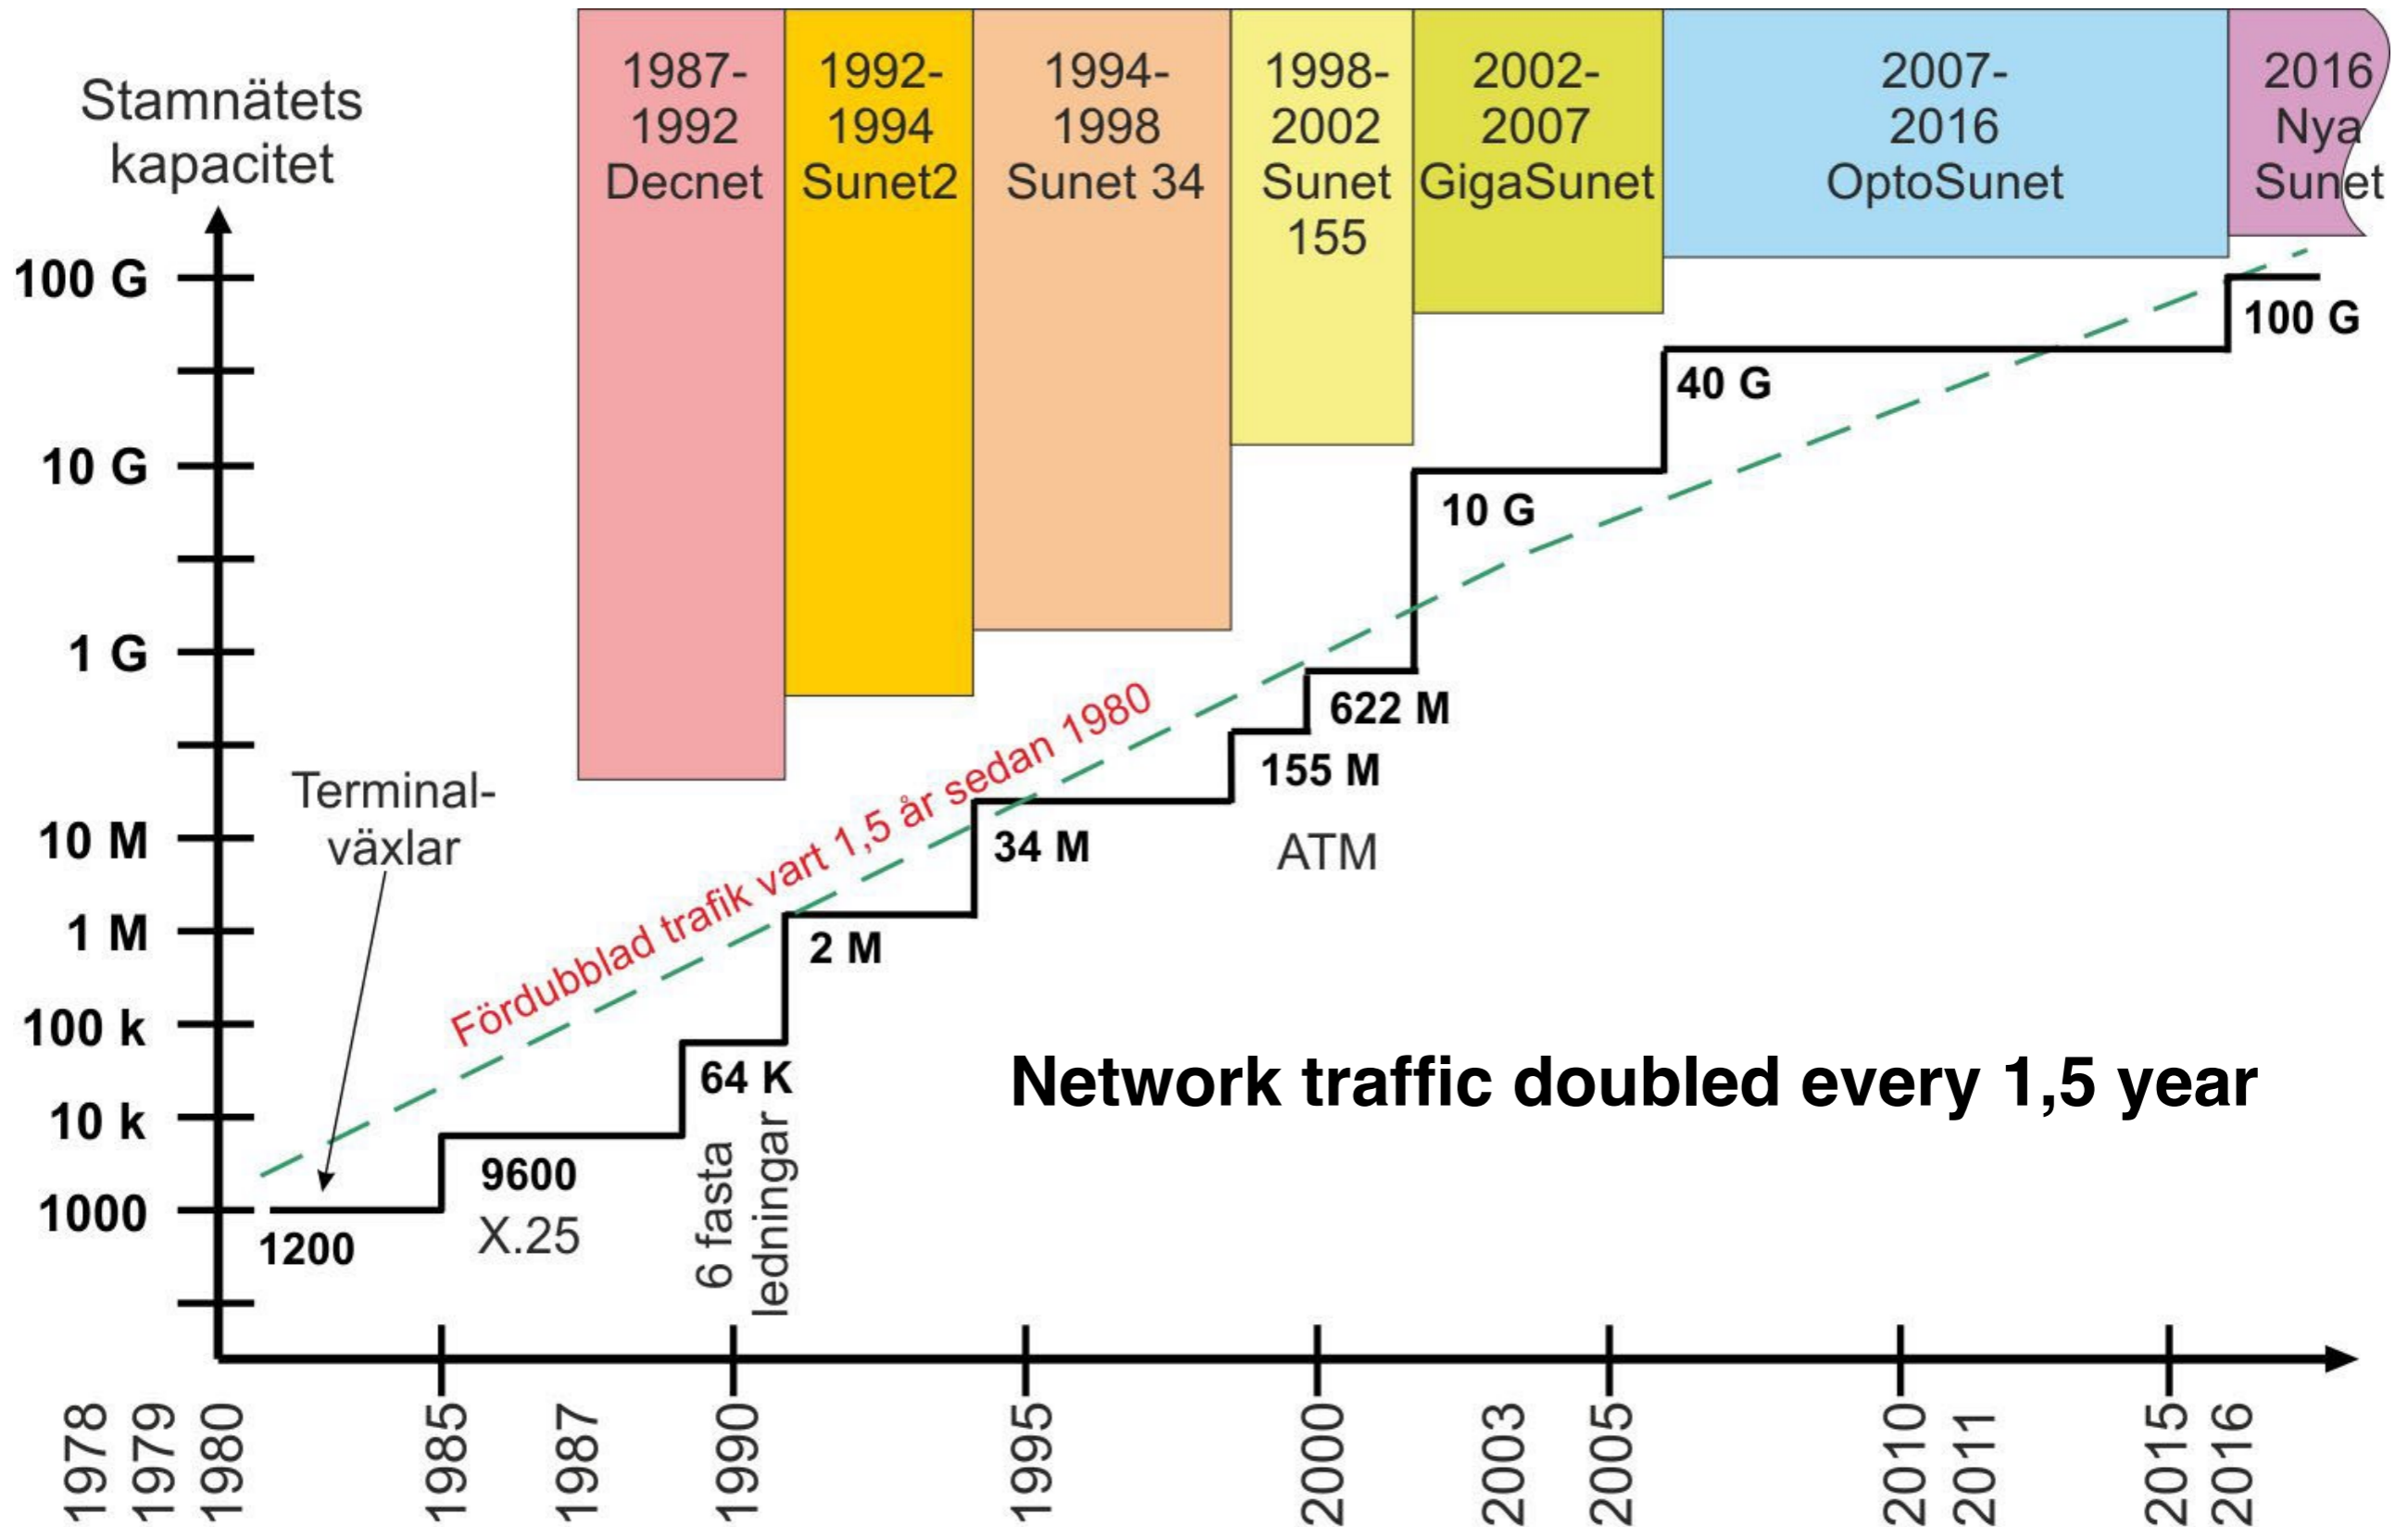 Stamnätets
kapacitet
1987-
1992
Decnet
1992-
1994
Sunet2
1994-
1998
Sunet 34
1998-
2002
Sunet
155
2002-
2007
GigaSunet
2007-
2016
OptoSunet
2016
Nya
Sunet
100 G
10 G
1 G
10 M
1 M
100 k
10 k
1000
Terminal-
växlar
Fördubblad trafik vart 1,5 år sedan 1980
1200
9600
X.25
64 K
6 fasta
ledningar
2 M
34 M
155 M
ATM
622 M
10 G
40 G
100 G
Network traffic doubled every 1,5 year
1978
1979
1980
1985
1987
1990
1995
2000
2003
2005
2010
2011
2015
2016